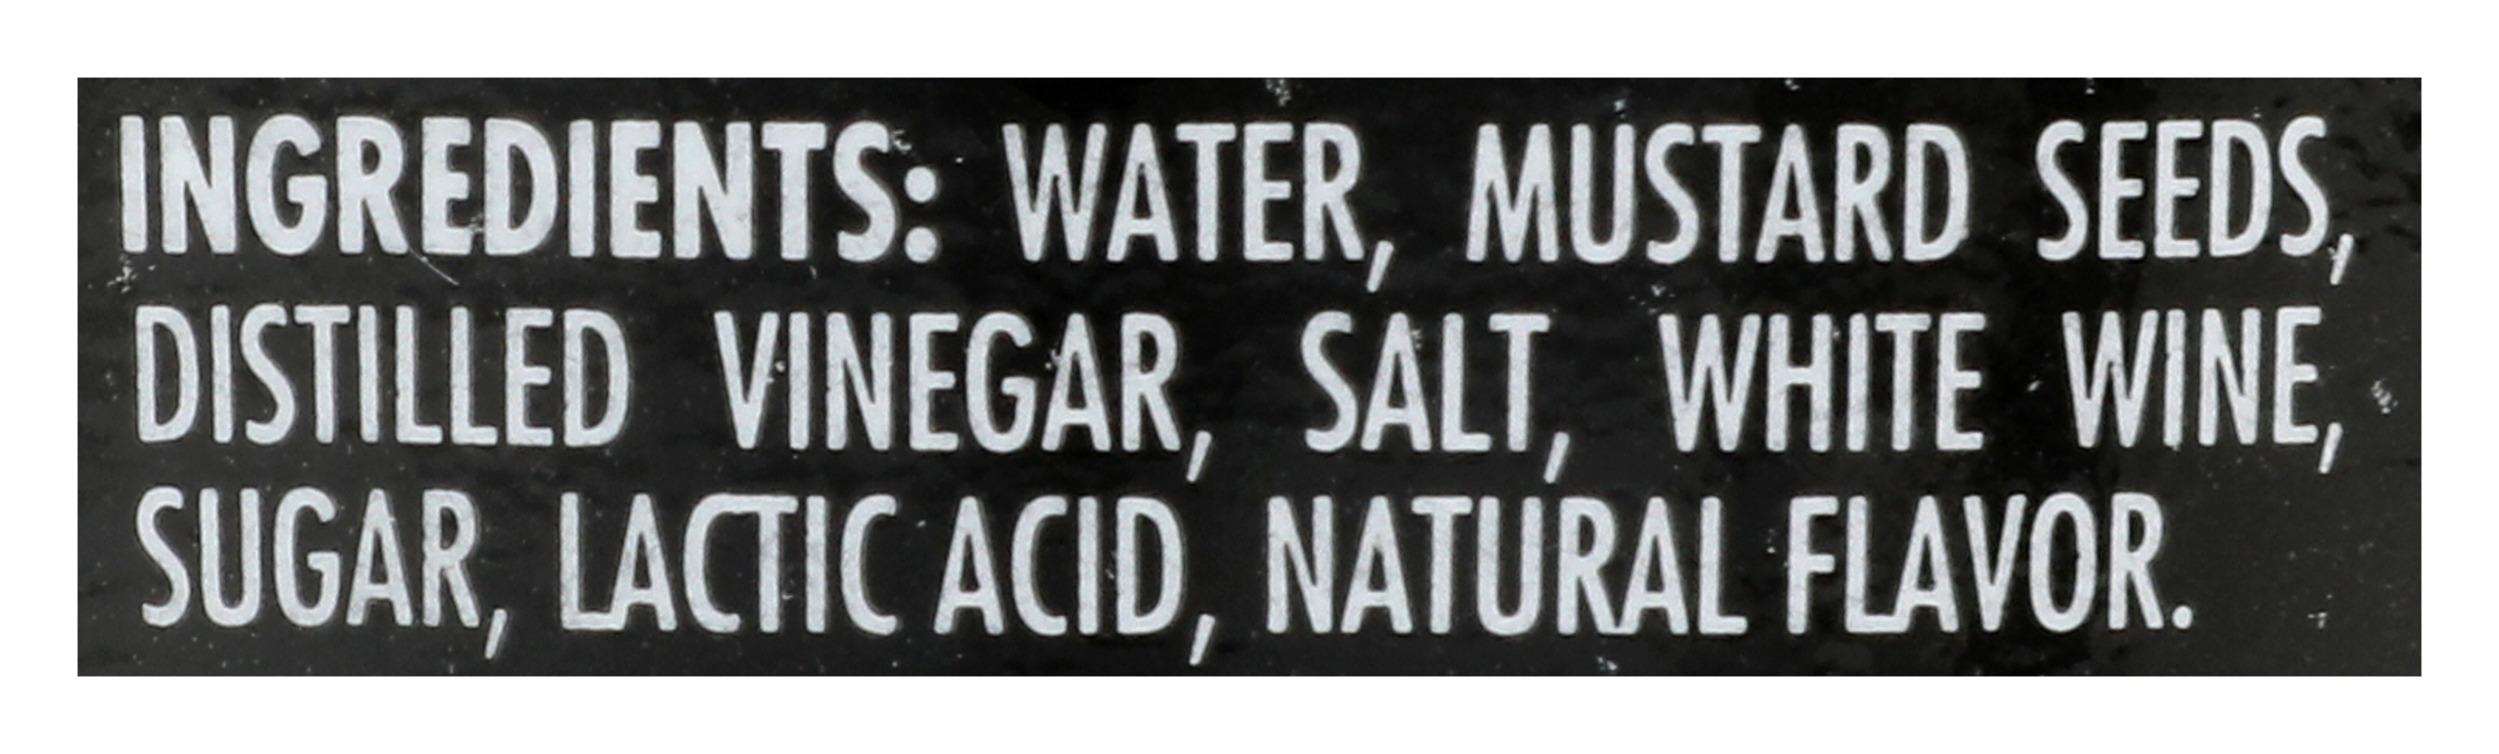 INGREDIENTS: WATER, MUSTARD SEEDS,
DISTILLED VINEGAR, SALT, WHITE WINE,
SUGAR, LACTIC ACID, NATURAL FLAVOR.